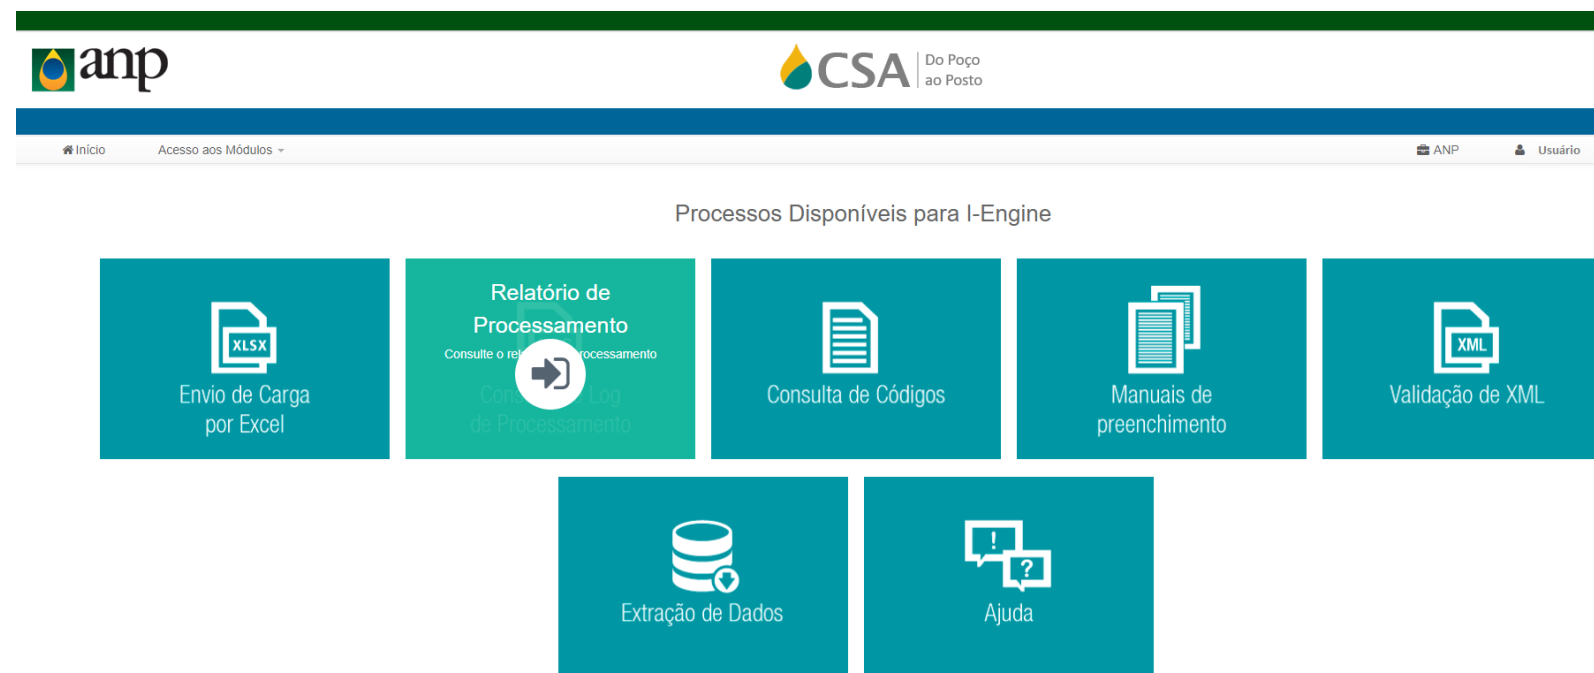 anp
CSA
Do Poço
ao Posto
Início
Acesso aos Módulos
ANP
Usuário
Processos Disponíveis para I-Engine
XLSX
Envio de Carga
por Excel
Relatório de
Processamento
Consulte o rel
rocessamento
Cons
Log
de Processamento
Consulta de Códigos
Manuais de
preenchimento
XML
Validação de XML
Extração de Dados
!
?
Ajuda